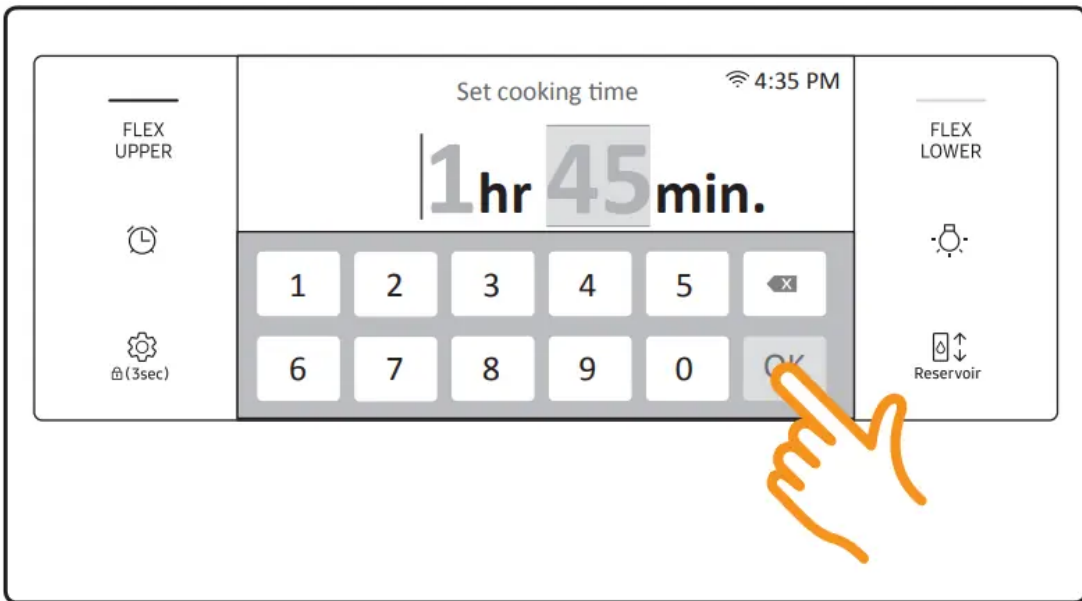 Set cooking time
4:35 PM
1hr 45min.
FLEX
UPPER
(3sec)
1 2 3 4 5 X
6 7 8 9 0 OK
FLEX
LOWER
Reservoir